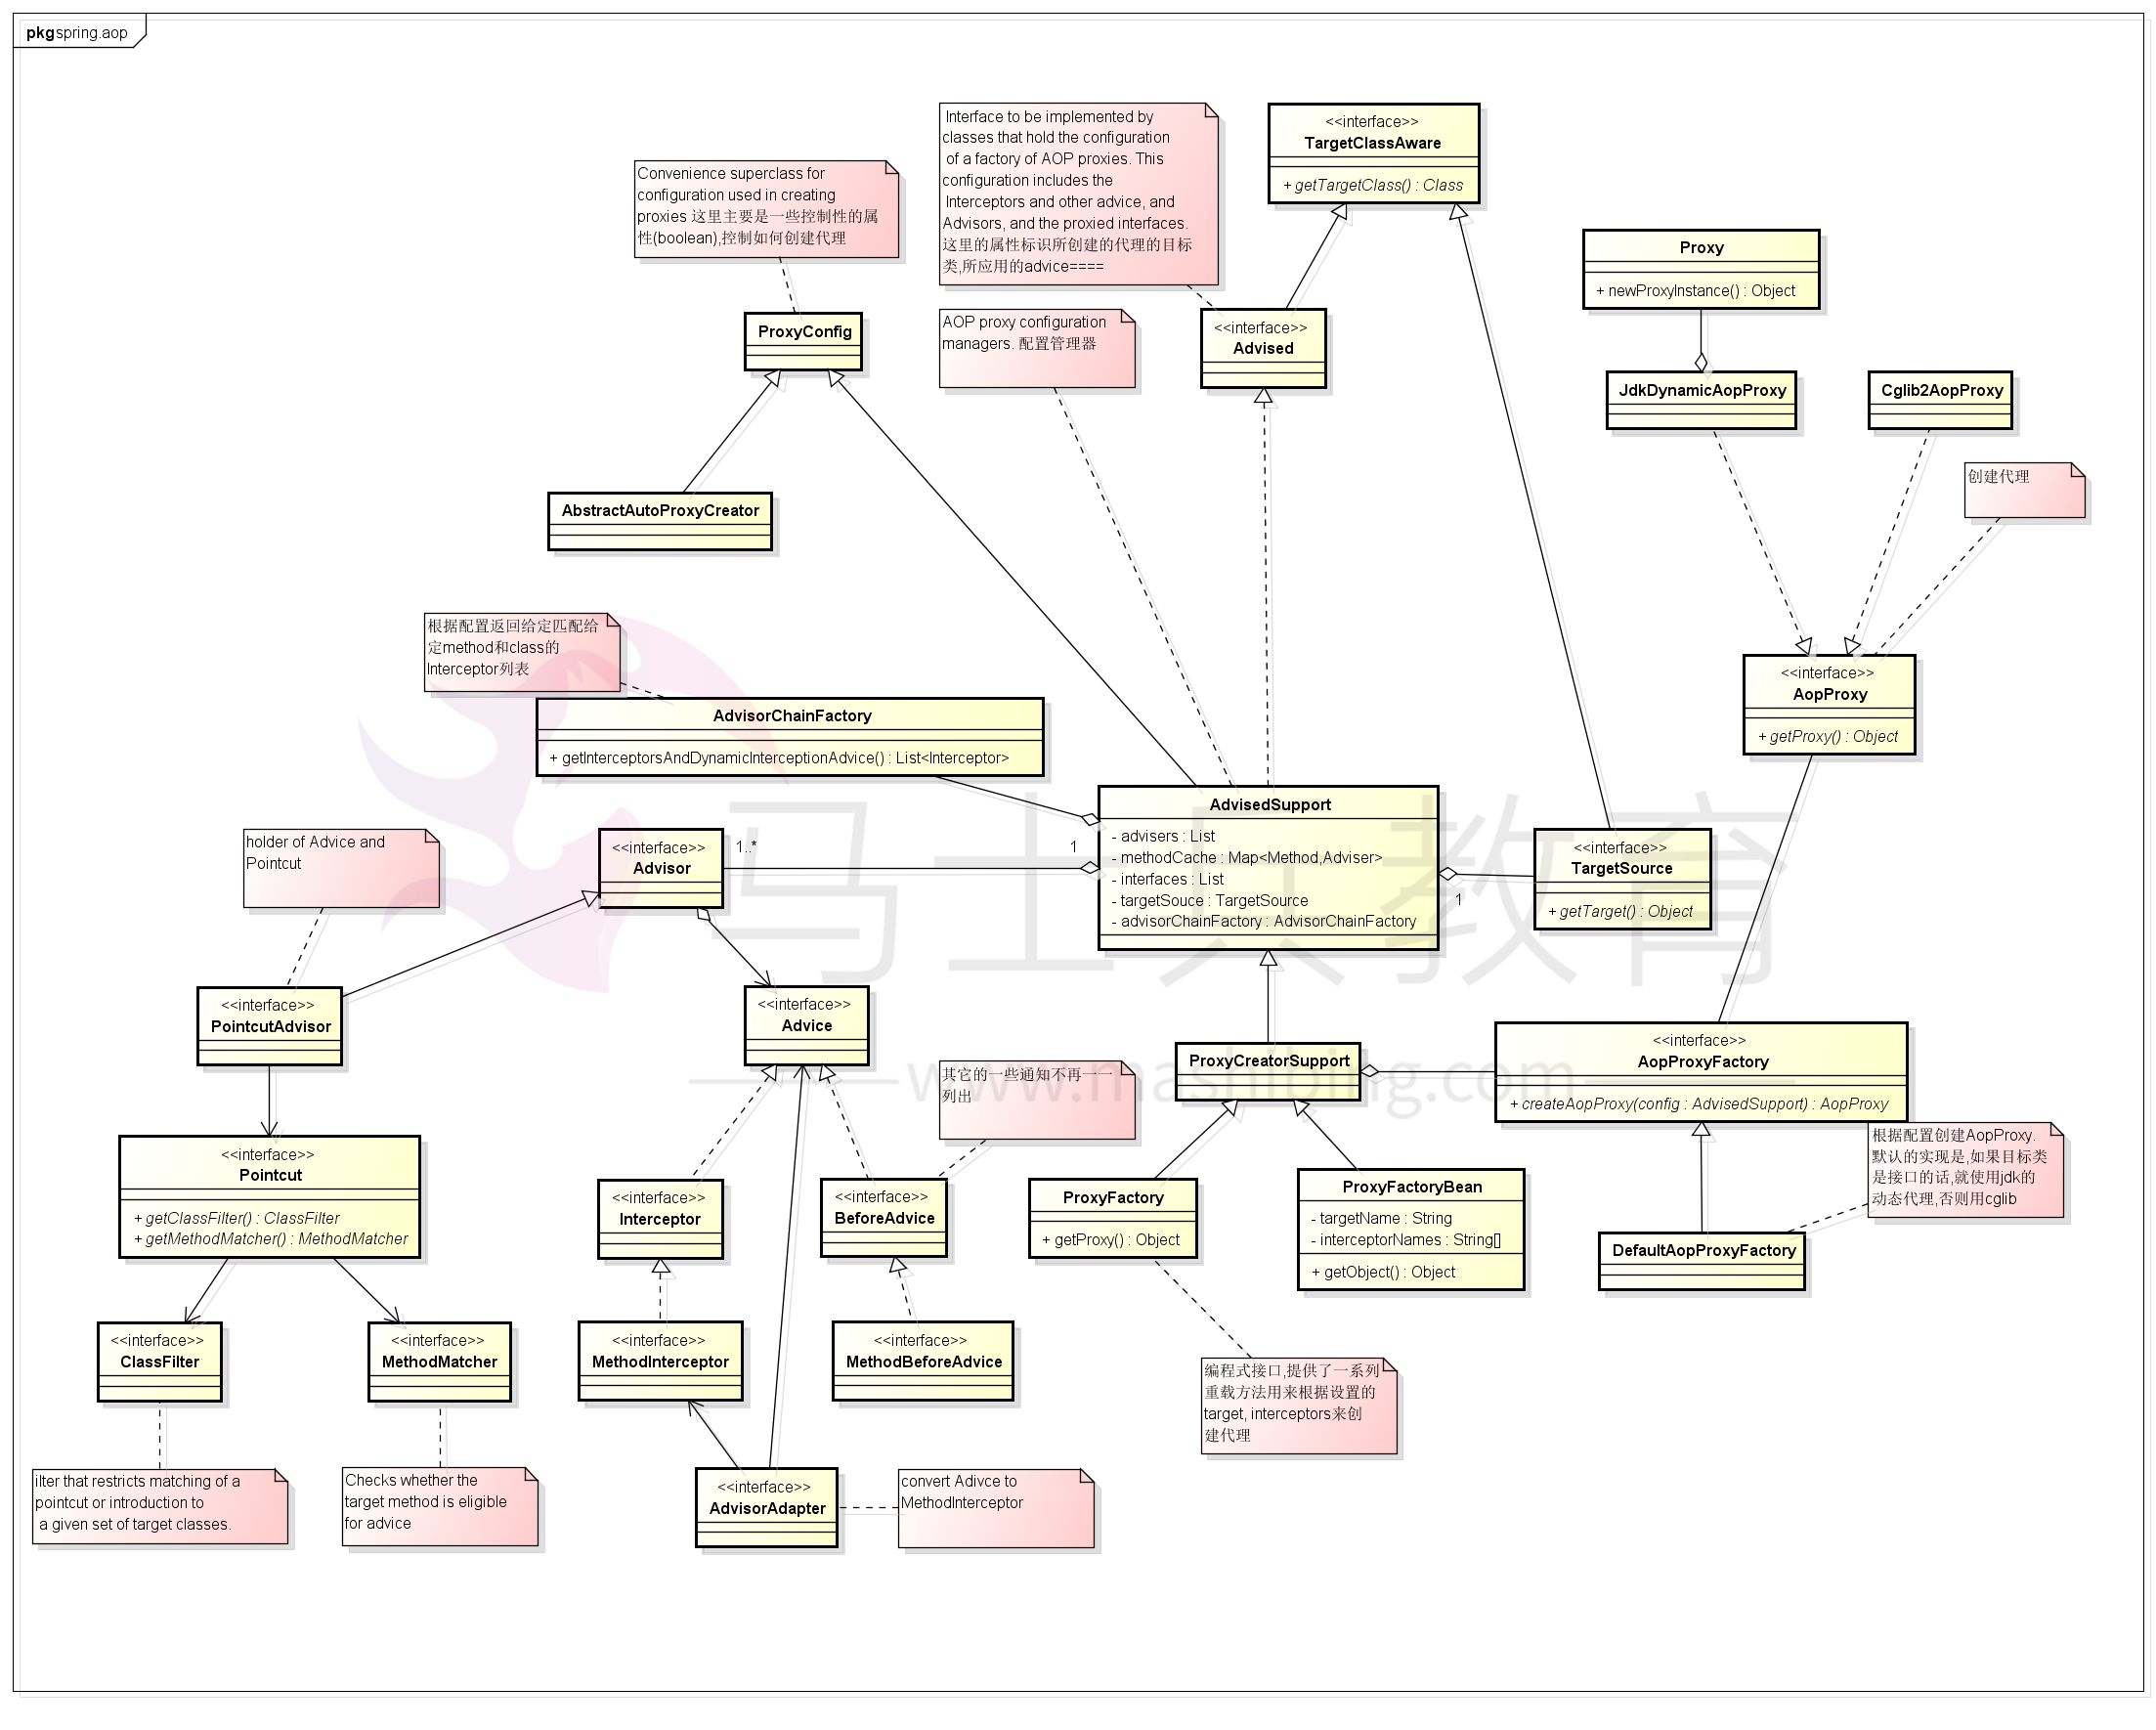 pkg spring.aop
Interface to be implemented by
classes that hold the configuration
of a factory of AOP proxies. This
configuration includes the
Interceptors and other advice, and
Advisors, and the proxied interfaces.
这里的属性标识所创建的代理的目标
类,所应用的advice====
<<interface>>
TargetClassAware
+ getTargetClass() : Class
Convenience superclass for
configuration used in creating
proxies 这里主要是一些控制性的属
性(boolean),控制如何创建代理
Proxy
+ newProxyInstance() : Object
ProxyConfig
AOP proxy configuration
managers. 配置管理器
<<interface>>
Advised
JdkDynamicAopProxy
Cglib2AopProxy
创建代理
AbstractAutoProxyCreator
根据配置返回给定匹配给
定method和class的
Interceptor列表
<<interface>>
AopProxy
+ getProxy() : Object
AdvisorChainFactory
+ getInterceptorsAndDynamicInterceptionAdvice() : List<Interceptor>
AdvisedSupport
- advisers : List
- methodCache : Map<Method,Adviser>
- interfaces : List
- targetSouce : TargetSource
- advisorChainFactory : AdvisorChainFactory
holder of Advice and
Pointcut
<<interface>>
Advisor
1..*
1
<<interface>>
TargetSource
+ getTarget() : Object
1
马士兵教育
www.mashibing.com
<<interface>>
PointcutAdvisor
<<interface>>
Advice
ProxyCreatorSupport
<<interface>>
AopProxyFactory
+ createAopProxy(config : AdvisedSupport) : AopProxy
其它的一些通知不再一一
列出
根据配置创建AopProxy.
默认的实现是,如果目标类
是接口的话,就使用jdk的
动态代理,否则用cglib
<<interface>>
Pointcut
+ getClassFilter() : ClassFilter
+ getMethodMatcher() : MethodMatcher
<<interface>>
Interceptor
<<interface>>
BeforeAdvice
ProxyFactory
+ getProxy() : Object
ProxyFactoryBean
- targetName : String
- interceptorNames : String[]
+ getObject() : Object
DefaultAopProxyFactory
<<interface>>
ClassFilter
<<interface>>
MethodMatcher
<<interface>>
MethodInterceptor
<<interface>>
MethodBeforeAdvice
编程式接口,提供了一系列
重载方法用来根据设置的
target, interceptors来创
建代理
ilter that restricts matching of a
pointcut or introduction to
a given set of target classes.
Checks whether the
target method is eligible
for advice
<<interface>>
AdvisorAdapter
convert Adivce to
MethodInterceptor